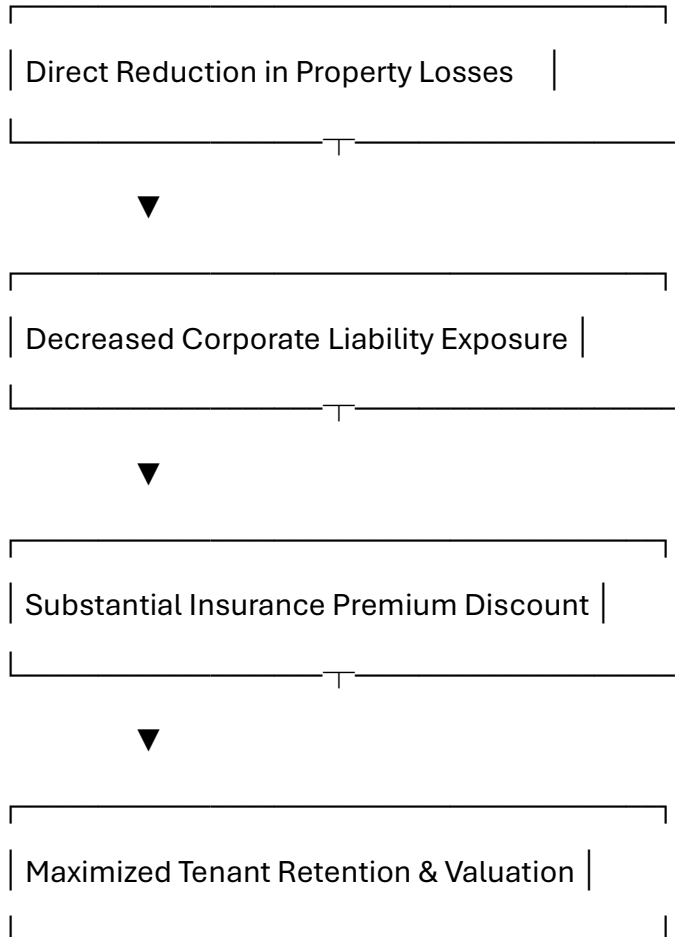 Direct Reduction in Property Losses
▼
Decreased Corporate Liability Exposure
▼
Substantial Insurance Premium Discount
▼
Maximized Tenant Retention & Valuation